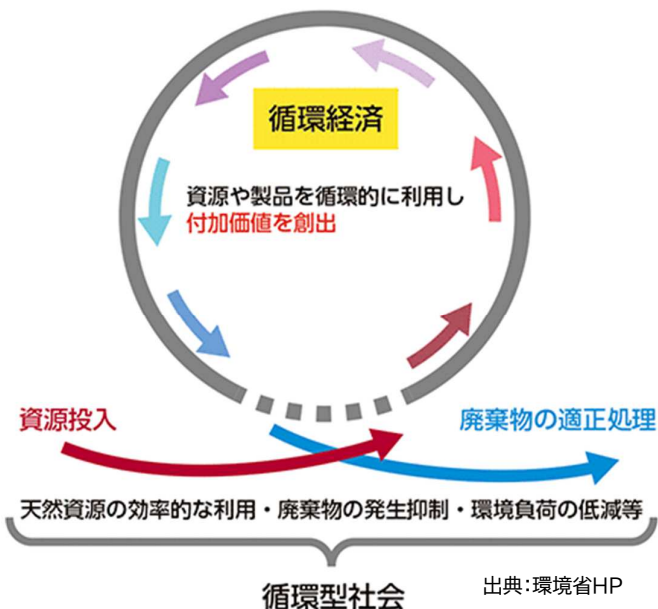 循環経済
資源や製品を循環的に利用し
付加価値を創出
資源投入
廃棄物の適正処理
天然資源の効率的な利用・廃棄物の発生抑制・環境負荷の低減等
循環型社会
出典:環境省HP